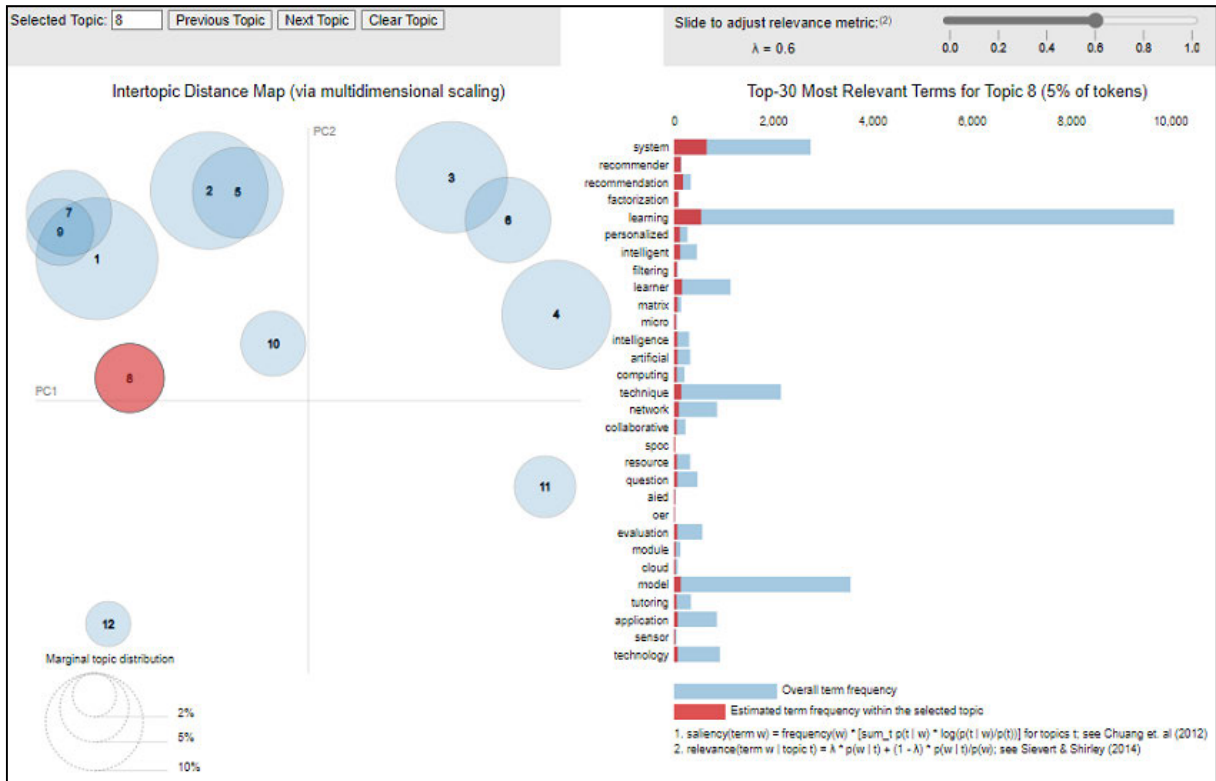 Selected Topic: 8 Previous Topic Next Topic Clear Topic
Slide to adjust relevance metric:(2)
λ = 0.6
0.0 0.2 0.4 0.6 0.8 1.0
Intertopic Distance Map (via multidimensional scaling)
PC2
PC1
2
5
3
6
7
9
1
4
10
8
11
12
Marginal topic distribution
2%
5%
10%
Top-30 Most Relevant Terms for Topic 8 (5% of tokens)
0 2,000 4,000 6,000 8,000 10,000
system
recommender
recommendation
factorization
learning
personalized
intelligent
filtering
learner
matrix
micro
intelligence
artificial
computing
technique
network
collaborative
spoc
resource
question
aied
oer
evaluation
module
cloud
model
tutoring
application
sensor
technology
Overall term frequency
Estimated term frequency within the selected topic
1. saliency(term w) = frequency(w) * [sum_t p(t | w) * log(p(t | w)/p(t))] for topics t; see Chuang et. al (2012)
2. relevance(term w | topic t) = λ * p(w | t) + (1 - λ) * p(w | t)/p(w); see Sievert & Shirley (2014)